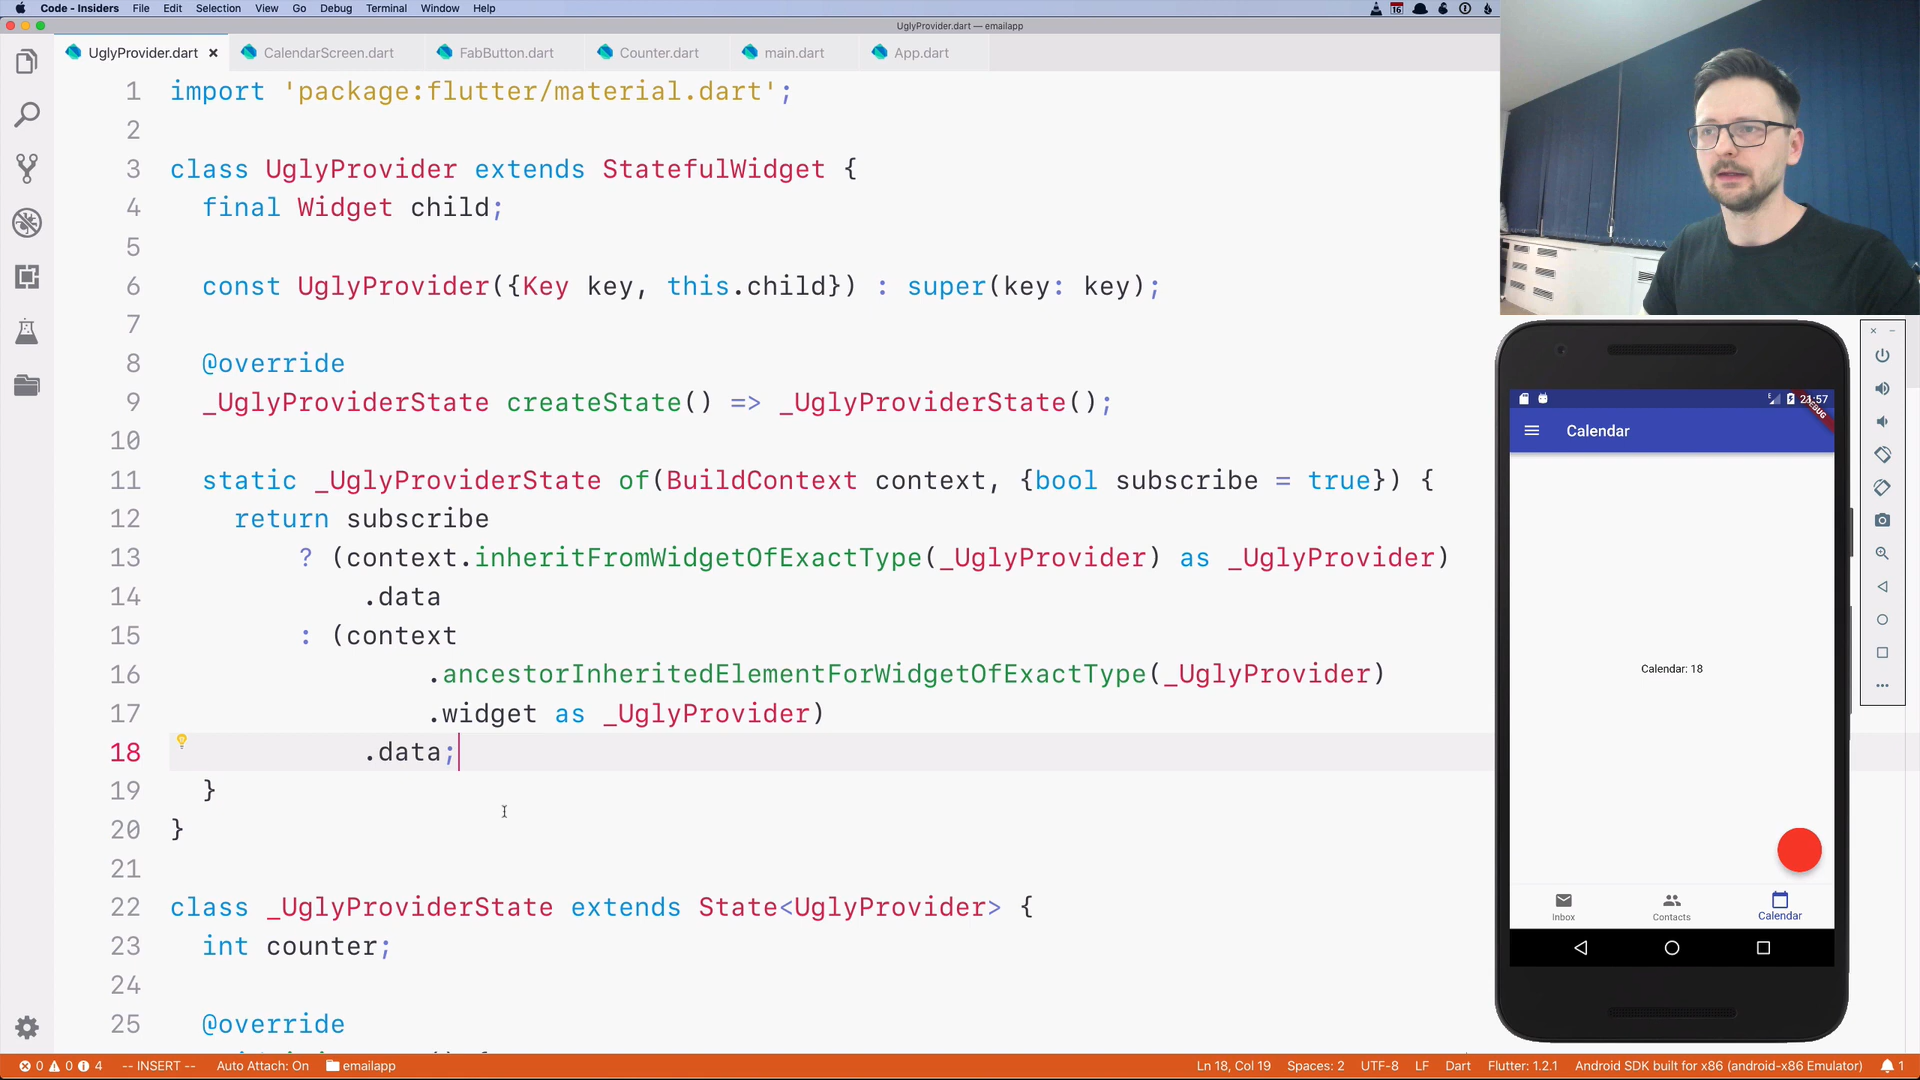 Code - Insiders File Edit Selection View Go Debug Terminal Window Help
16
UglyProvider.dart — emailapp
UglyProvider.dart CalendarScreen.dart FabButton.dart Counter.dart main.dart App.dart
1 import 'package:flutter/material.dart';
2
3 class UglyProvider extends StatefulWidget {
4 final Widget child;
5
6 const UglyProvider({Key key, this.child}) : super(key: key);
7
8 @override
9 _UglyProviderState createState() => _UglyProviderState();
10
11 static _UglyProviderState of(BuildContext context, {bool subscribe = true}) {
12 return subscribe
13 ? (context.inheritFromWidgetOfExactType(_UglyProvider) as _UglyProvider)
14 .data
15 : (context
16 .ancestorInheritedElementForWidgetOfExactType(_UglyProvider)
17 .widget as _UglyProvider)
18 .data;
19 }
20 }
21
22 class _UglyProviderState extends State<UglyProvider> {
23 int counter;
24
25 @override
DEBUG
Calendar
Calendar: 18
Inbox Contacts Calendar
0 0 4 -- INSERT -- Auto Attach: On emailapp Ln 18, Col 19 Spaces: 2 UTF-8 LF Dart Flutter: 1.2.1 Android SDK built for x86 (android-x86 Emulator) 1